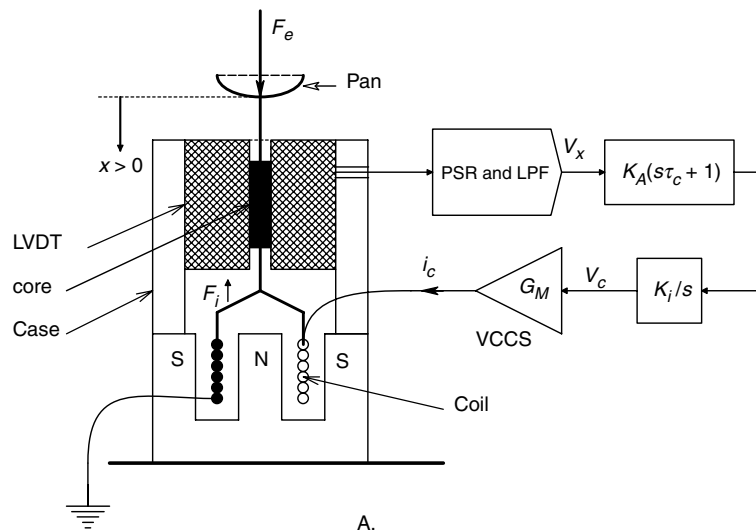 F_e
Pan
x > 0
PSR and LPF
V_x
K_A(sτ_c + 1)
LVDT
core
Case
F_i
i_c
G_M
V_c
K_i/s
VCCS
S
N
S
Coil
A.